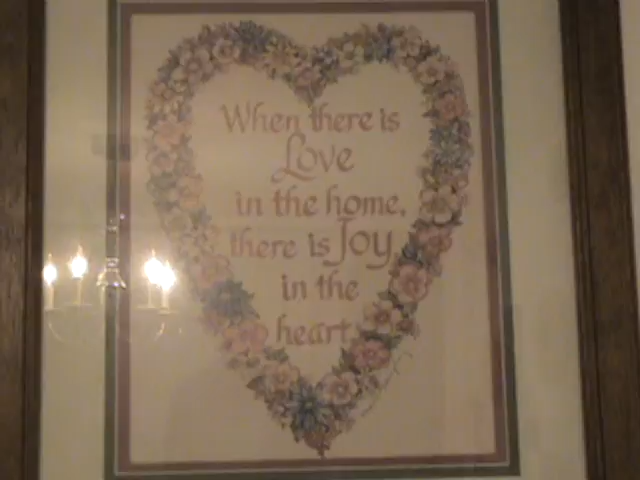 When there is
Love
in the home,
there is Joy
in the
heart.